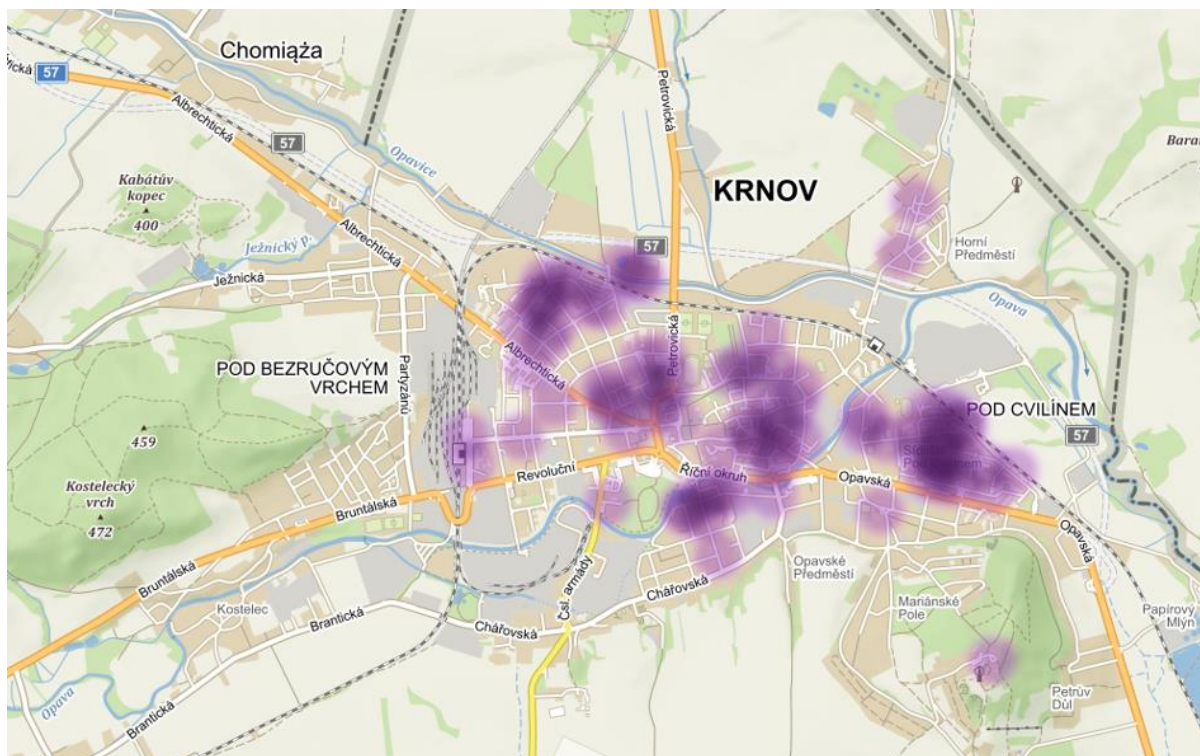 Chomiąża
57
Albrechtická
57
Opavice
Petrovická
KRNOV
Kabátův
kopec
400
Ježnický p.
Albrechtická
57
Horní
Předměstí
Ježnická
Opava
Partyzánů
POD BEZRUČOVÝM
VRCHEM
Albrechtická
Petrovická
POD CVILÍNEM
57
459
Kostelecký
vrch
472
Revoluční
Říční okruh
Opavská
Bruntálská
Opavská
Bruntálská
Čsl. armády
Chářovská
Opavské
Předměstí
Mariánské
Pole
Papírový
Mlýn
Kostelec
Brantická
Chářovská
Petrův
Důl
Opava
Brantická